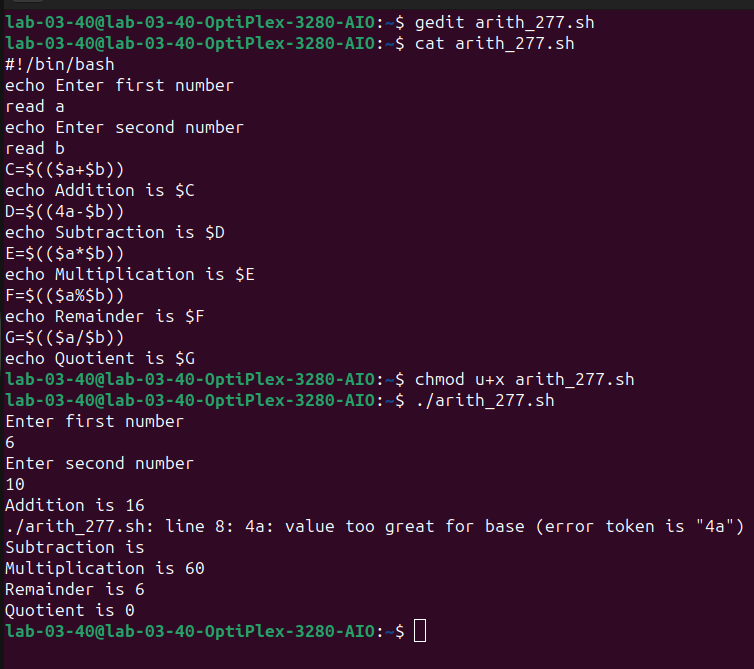 lab-03-40@lab-03-40-OptiPlex-3280-AIO:~$ gedit arith_277.sh
lab-03-40@lab-03-40-OptiPlex-3280-AIO:~$ cat arith_277.sh
#!/bin/bash
echo Enter first number
read a
echo Enter second number
read b
C=$(($a+$b))
echo Addition is $C
D=$((4a-$b))
echo Subtraction is $D
E=$(($a*$b))
echo Multiplication is $E
F=$(($a%$b))
echo Remainder is $F
G=$(($a/$b))
echo Quotient is $G
lab-03-40@lab-03-40-OptiPlex-3280-AIO:~$ chmod u+x arith_277.sh
lab-03-40@lab-03-40-OptiPlex-3280-AIO:~$ ./arith_277.sh
Enter first number
6
Enter second number
10
Addition is 16
./arith_277.sh: line 8: 4a: value too great for base (error token is "4a")
Subtraction is
Multiplication is 60
Remainder is 6
Quotient is 0
lab-03-40@lab-03-40-OptiPlex-3280-AIO:~$